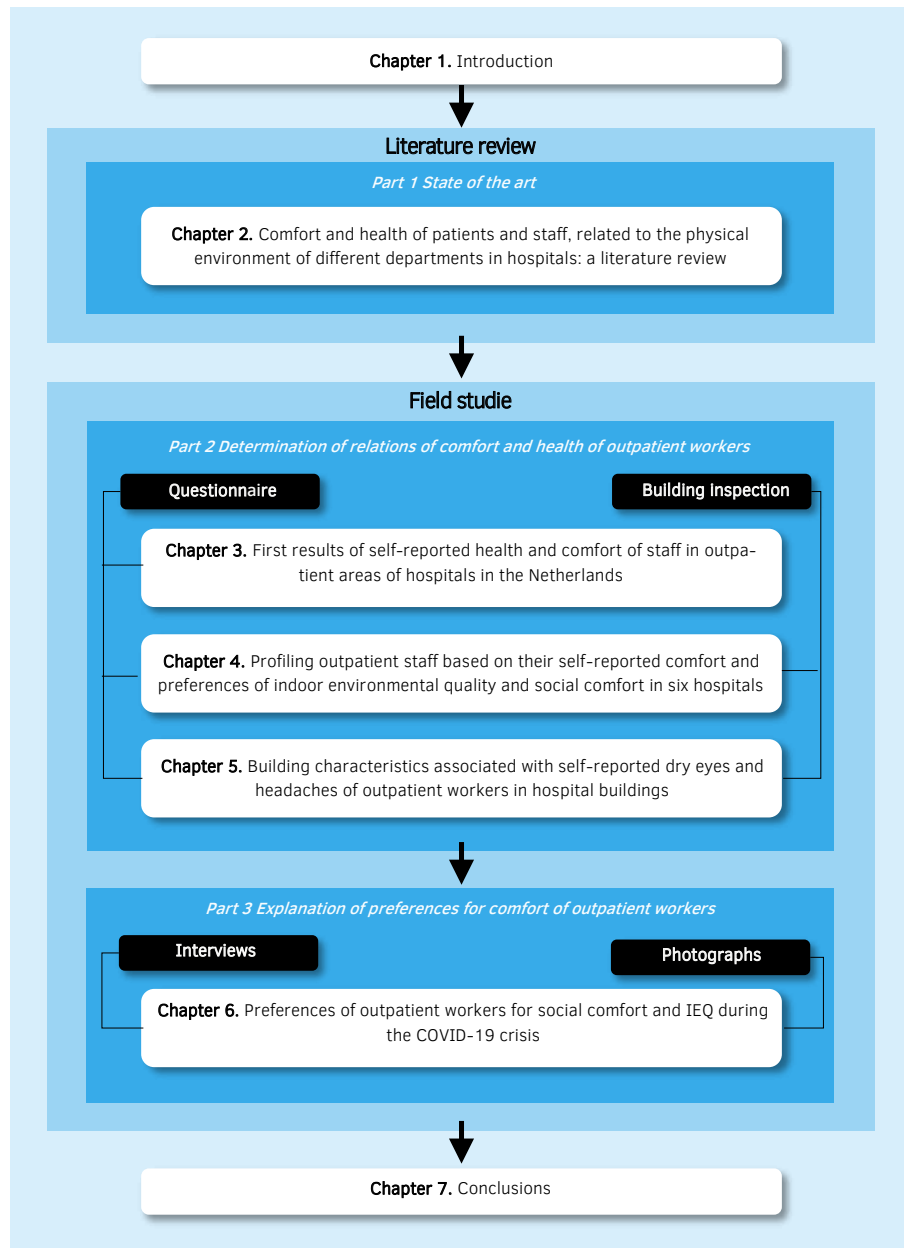 Chapter 1. Introduction
Literature review
Part 1 State of the art
Chapter 2. Comfort and health of patients and staff, related to the physical
environment of different departments in hospitals: a literature review
Field studie
Part 2 Determination of relations of comfort and health of outpatient workers
Questionnaire
Building inspection
Chapter 3. First results of self-reported health and comfort of staff in outpa-
tient areas of hospitals in the Netherlands
Chapter 4. Profiling outpatient staff based on their self-reported comfort and
preferences of indoor environmental quality and social comfort in six hospitals
Chapter 5. Building characteristics associated with self-reported dry eyes and
headaches of outpatient workers in hospital buildings
Part 3 Explanation of preferences for comfort of outpatient workers
Interviews
Photographs
Chapter 6. Preferences of outpatient workers for social comfort and IEQ during
the COVID-19 crisis
Chapter 7. Conclusions